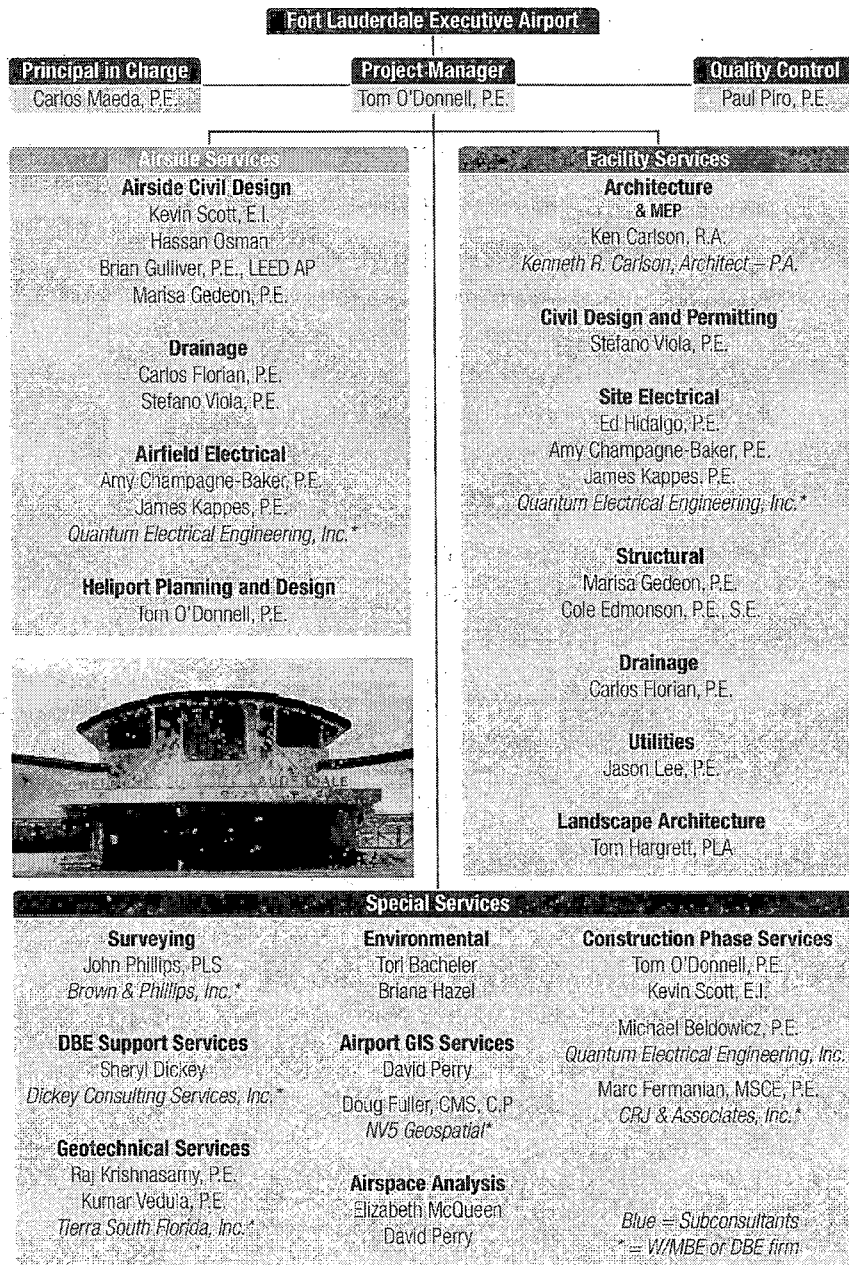 Fort Lauderdale Executive Airport
Principal in Charge
Carlos Maeda, P.E.
Project Manager
Tom O'Donnell, P.E.
Quality Control
Paul Piro, P.E.
Airside Services
Airside Civil Design
Kevin Scott, E.I.
Hassan Osman
Brian Gulliver, P.E., LEED AP
Marisa Gedeon, P.E.
Drainage
Carlos Florian, P.E.
Stefano Viola, P.E.
Airfield Electrical
Amy Champagne-Baker, P.E.
James Kappes, P.E.
Quantum Electrical Engineering, Inc.*
Heliport Planning and Design
Tom O'Donnell, P.E.
Facility Services
Architecture
& MEP
Ken Carlson, R.A.
Kenneth R. Carlson, Architect – P.A.
Civil Design and Permitting
Stefano Viola, P.E.
Site Electrical
Ed Hidalgo, P.E.
Amy Champagne-Baker, P.E.
James Kappes, P.E.
Quantum Electrical Engineering, Inc.*
Structural
Marisa Gedeon, P.E.
Cole Edmonson, P.E., S.E.
Drainage
Carlos Florian, P.E.
Utilities
Jason Lee, P.E.
Landscape Architecture
Tom Hargrett, PLA
Special Services
Surveying
John Phillips, PLS
Brown & Phillips, Inc.*
DBE Support Services
Sheryl Dickey
Dickey Consulting Services, Inc.*
Geotechnical Services
Raj Krishnasamy, P.E.
Kumar Vedula, P.E.
Tierra South Florida, Inc.*
Environmental
Tori Bacheler
Briana Hazel
Airport GIS Services
David Perry
Doug Fuller, CMS, C.P
NV5 Geospatial*
Airspace Analysis
Elizabeth McQueen
David Perry
Construction Phase Services
Tom O'Donnell, P.E.
Kevin Scott, E.I.
Michael Beldowicz, P.E.
Quantum Electrical Engineering, Inc.
Marc Fermanian, MSCE, P.E.
CRJ & Associates, Inc.*
Blue = Subconsultants
* = W/MBE or DBE firm